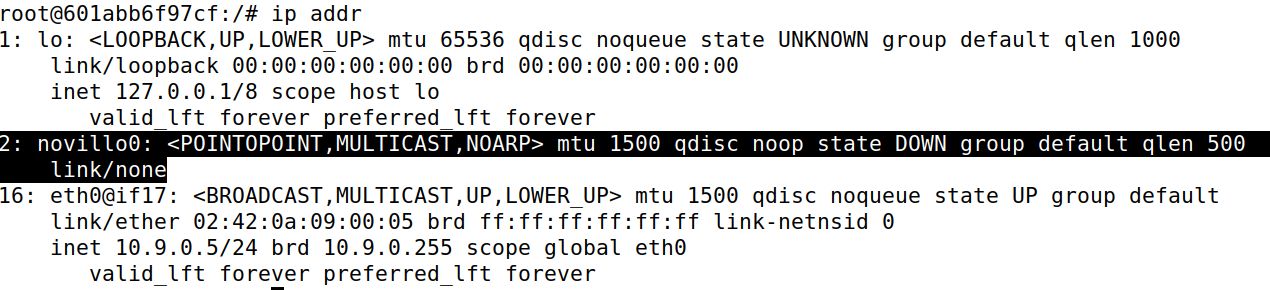 root@601abb6f97cf:/# ip addr
1: lo: <LOOPBACK,UP,LOWER_UP> mtu 65536 qdisc noqueue state UNKNOWN group default qlen 1000
    link/loopback 00:00:00:00:00:00 brd 00:00:00:00:00:00
    inet 127.0.0.1/8 scope host lo
       valid_lft forever preferred_lft forever
2: novillo0: <POINTOPOINT,MULTICAST,NOARP> mtu 1500 qdisc noop state DOWN group default qlen 500
    link/none
16: eth0@if17: <BROADCAST,MULTICAST,UP,LOWER_UP> mtu 1500 qdisc noqueue state UP group default
    link/ether 02:42:0a:09:00:05 brd ff:ff:ff:ff:ff:ff link-netnsid 0
    inet 10.9.0.5/24 brd 10.9.0.255 scope global eth0
       valid_lft forever preferred_lft forever